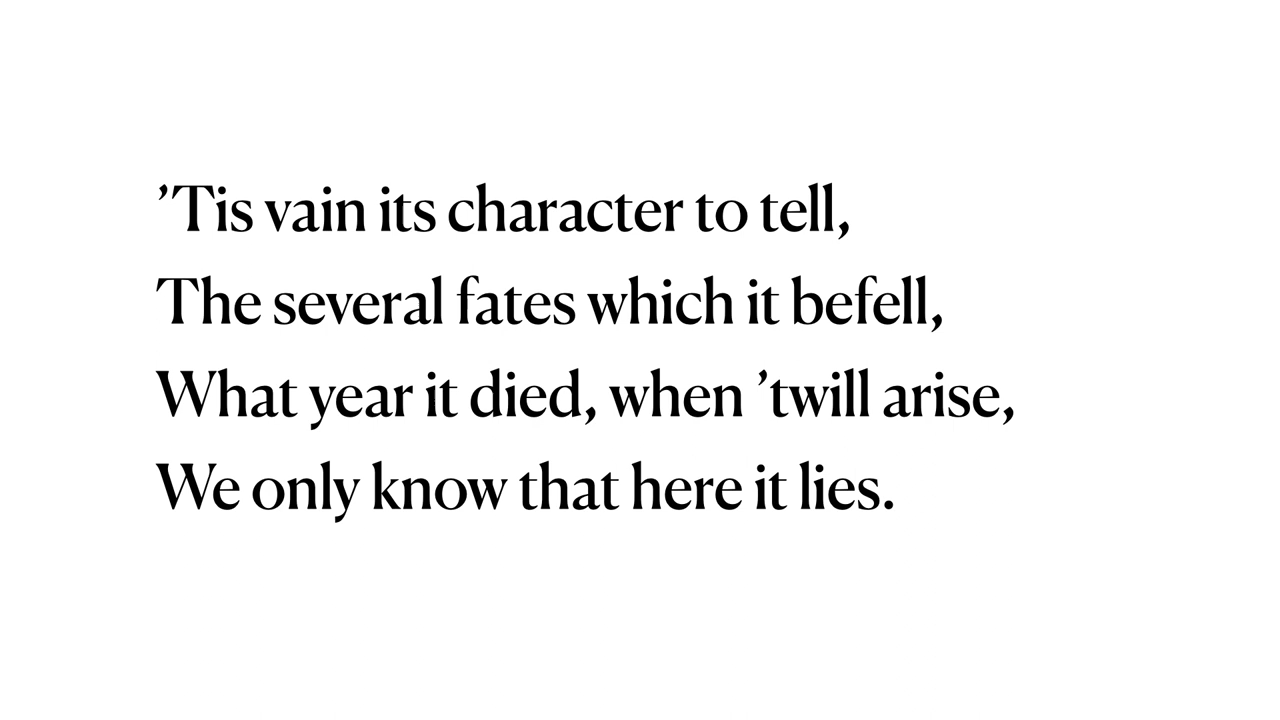 ’Tis vain its character to tell,
The several fates which it befell,
What year it died, when ’twill arise,
We only know that here it lies.